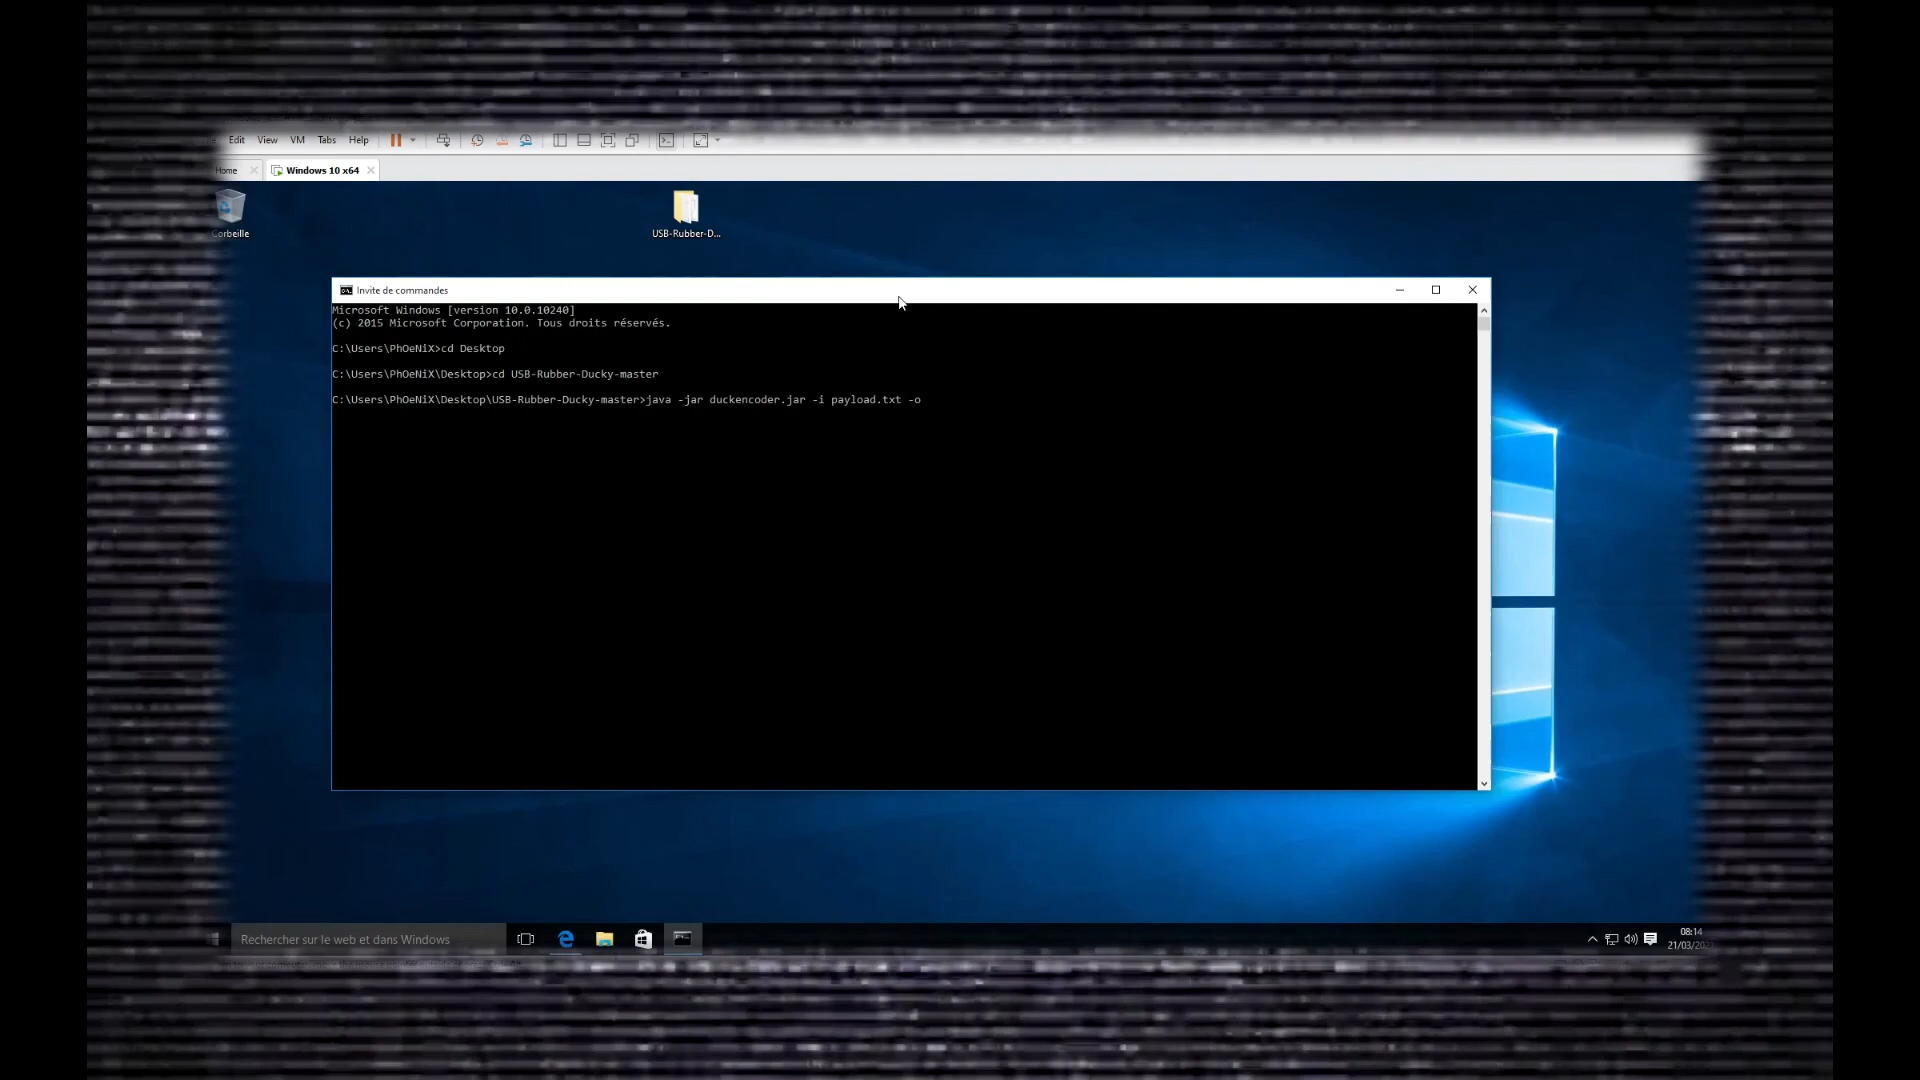 Edit View VM Tabs Help
Home
Windows 10 x64
Corbeille
USB-Rubber-D...
Invite de commandes
Microsoft Windows [version 10.0.10240]
(c) 2015 Microsoft Corporation. Tous droits réservés.
C:\Users\PhOeNiX>cd Desktop
C:\Users\PhOeNiX\Desktop>cd USB-Rubber-Ducky-master
C:\Users\PhOeNiX\Desktop\USB-Rubber-Ducky-master>java -jar duckencoder.jar -i payload.txt -o
Rechercher sur le web et dans Windows
08:14